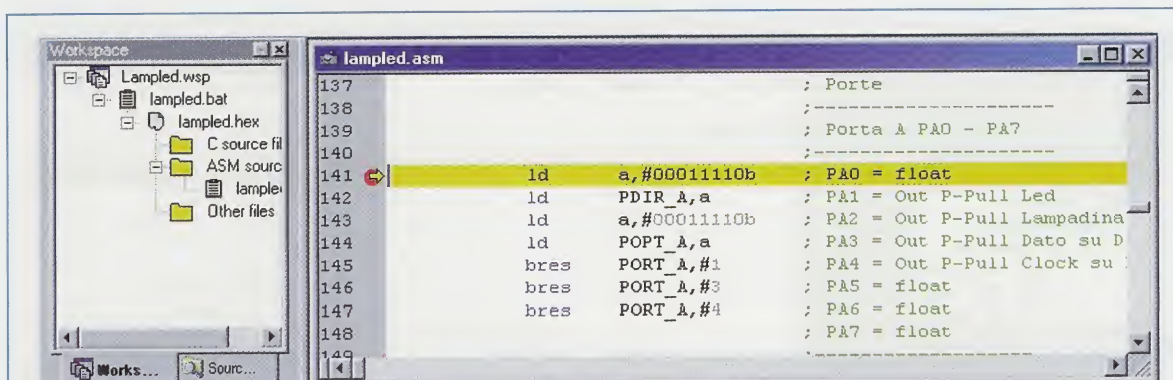 Workspace
Lampled.wsp
lampled.bat
lampled.hex
C source fil
ASM sourc
lample
Other files
Works...
Sourc...
lampled.asm
137 ; Porte
138 ;----------------------
139 ; Porta A PA0 - PA7
140 ;----------------------
141 ld a,#00011110b ; PA0 = float
142 ld PDIR_A,a ; PA1 = Out P-Pull Led
143 ld a,#00011110b ; PA2 = Out P-Pull Lampadina
144 ld POPT_A,a ; PA3 = Out P-Pull Dato su D
145 bres PORT_A,#1 ; PA4 = Out P-Pull Clock su
146 bres PORT_A,#3 ; PA5 = float
147 bres PORT_A,#4 ; PA6 = float
148 ; PA7 = float
149 ;----------------------